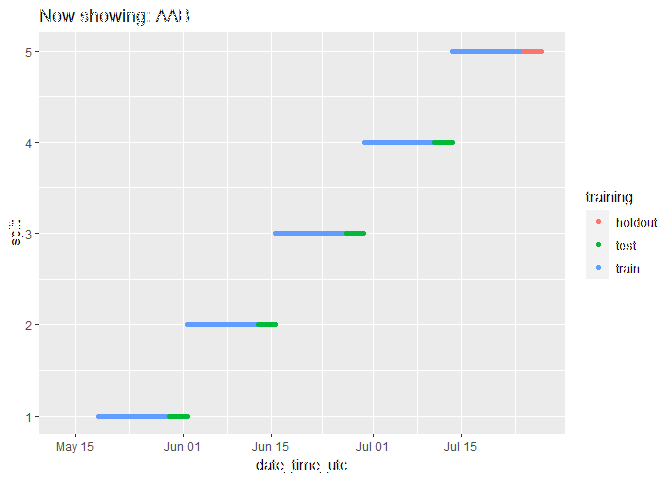 Now showing: AAB
5
4
3
2
1
split
May 15
Jun 01
Jun 15
Jul 01
Jul 15
date_time_utc
training
holdout
test
train